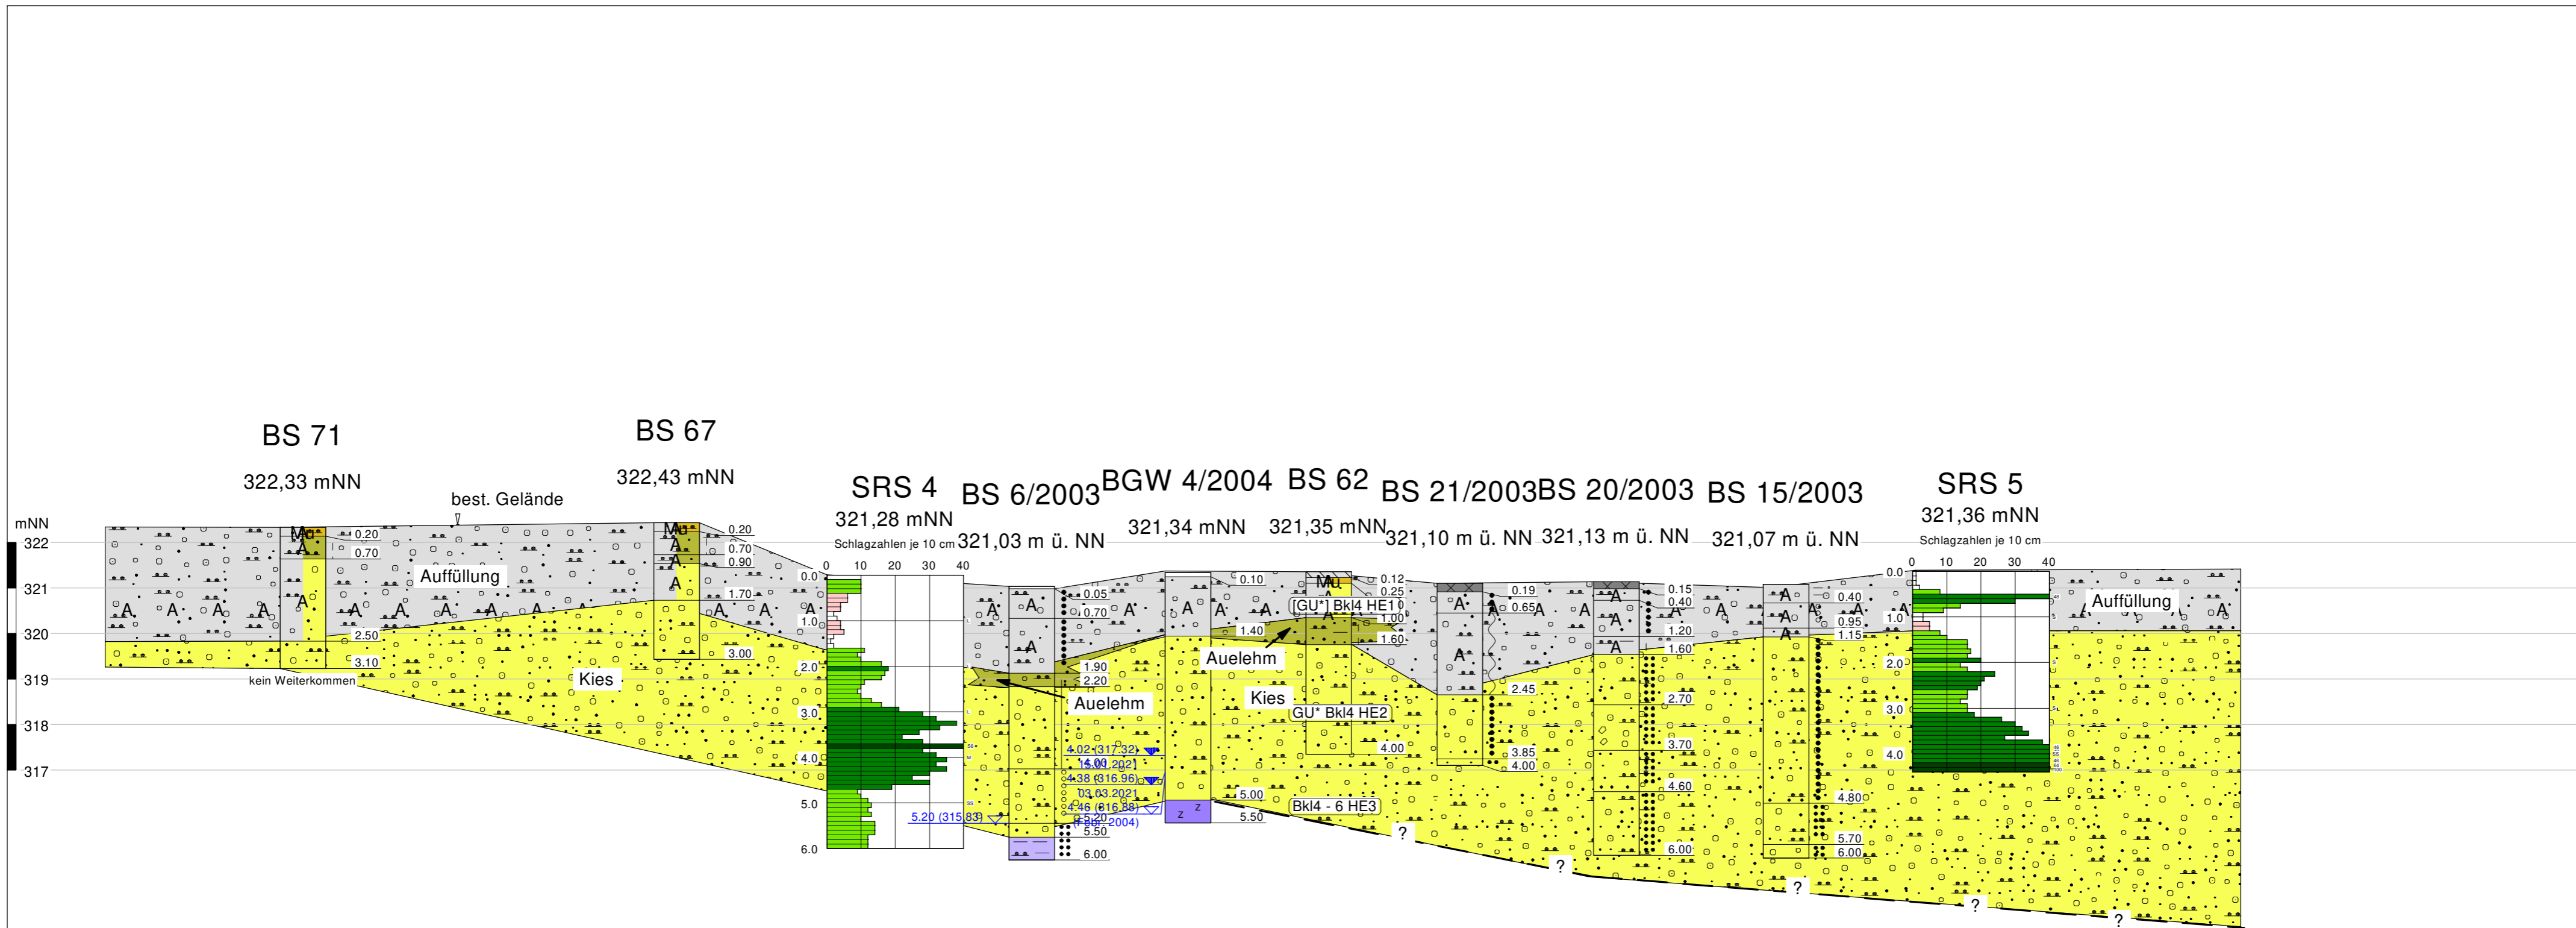 BS 71
322,33 mNN
BS 67
322,43 mNN
best. Gelände
SRS 4
321,28 mNN
Schlagzahlen je 10 cm
BS 6/2003
321,03 m ü. NN
BGW 4/2004
321,34 mNN
BS 62
321,35 mNN
BS 21/2003
321,10 m ü. NN
BS 20/2003
321,13 m ü. NN
BS 15/2003
321,07 m ü. NN
SRS 5
321,36 mNN
Schlagzahlen je 10 cm
mNN
322
321
320
319
318
317
Mu
A
A
0.20
0.70
2.50
3.10
kein Weiterkommen
Auffüllung
A A A A A A A A A
Mu
A
A
A
0.20
0.70
0.90
1.70
3.00
Kies
0 10 20 30 40
0.0
1.0
2.0
3.0
4.0
5.0
6.0
A
A
A
0.05
0.70
1.90
2.20
4.00
5.20
5.50
6.00
Auelehm
5.20 (315.83)
4.02 (317.32)
15.01.2021
4.38 (316.96)
03.03.2021
4.46 (316.88)
(Febr. 2004)
A
A
0.10
1.40
5.00
5.50
z
z
Auelehm
Kies
Mu
A
0.12
0.25
1.00
1.60
4.00
[GU*] Bkl4 HE1
GU* Bkl4 HE2
Bkl4 - 6 HE3
A
A
0.19
0.65
2.45
3.85
4.00
A
A
A
0.15
0.40
1.20
1.60
2.70
3.70
4.60
6.00
A
A
A
0.40
0.95
1.15
4.80
5.70
6.00
0 10 20 30 40
0.0
1.0
2.0
3.0
4.0
Auffüllung
A
? ? ? ? ?